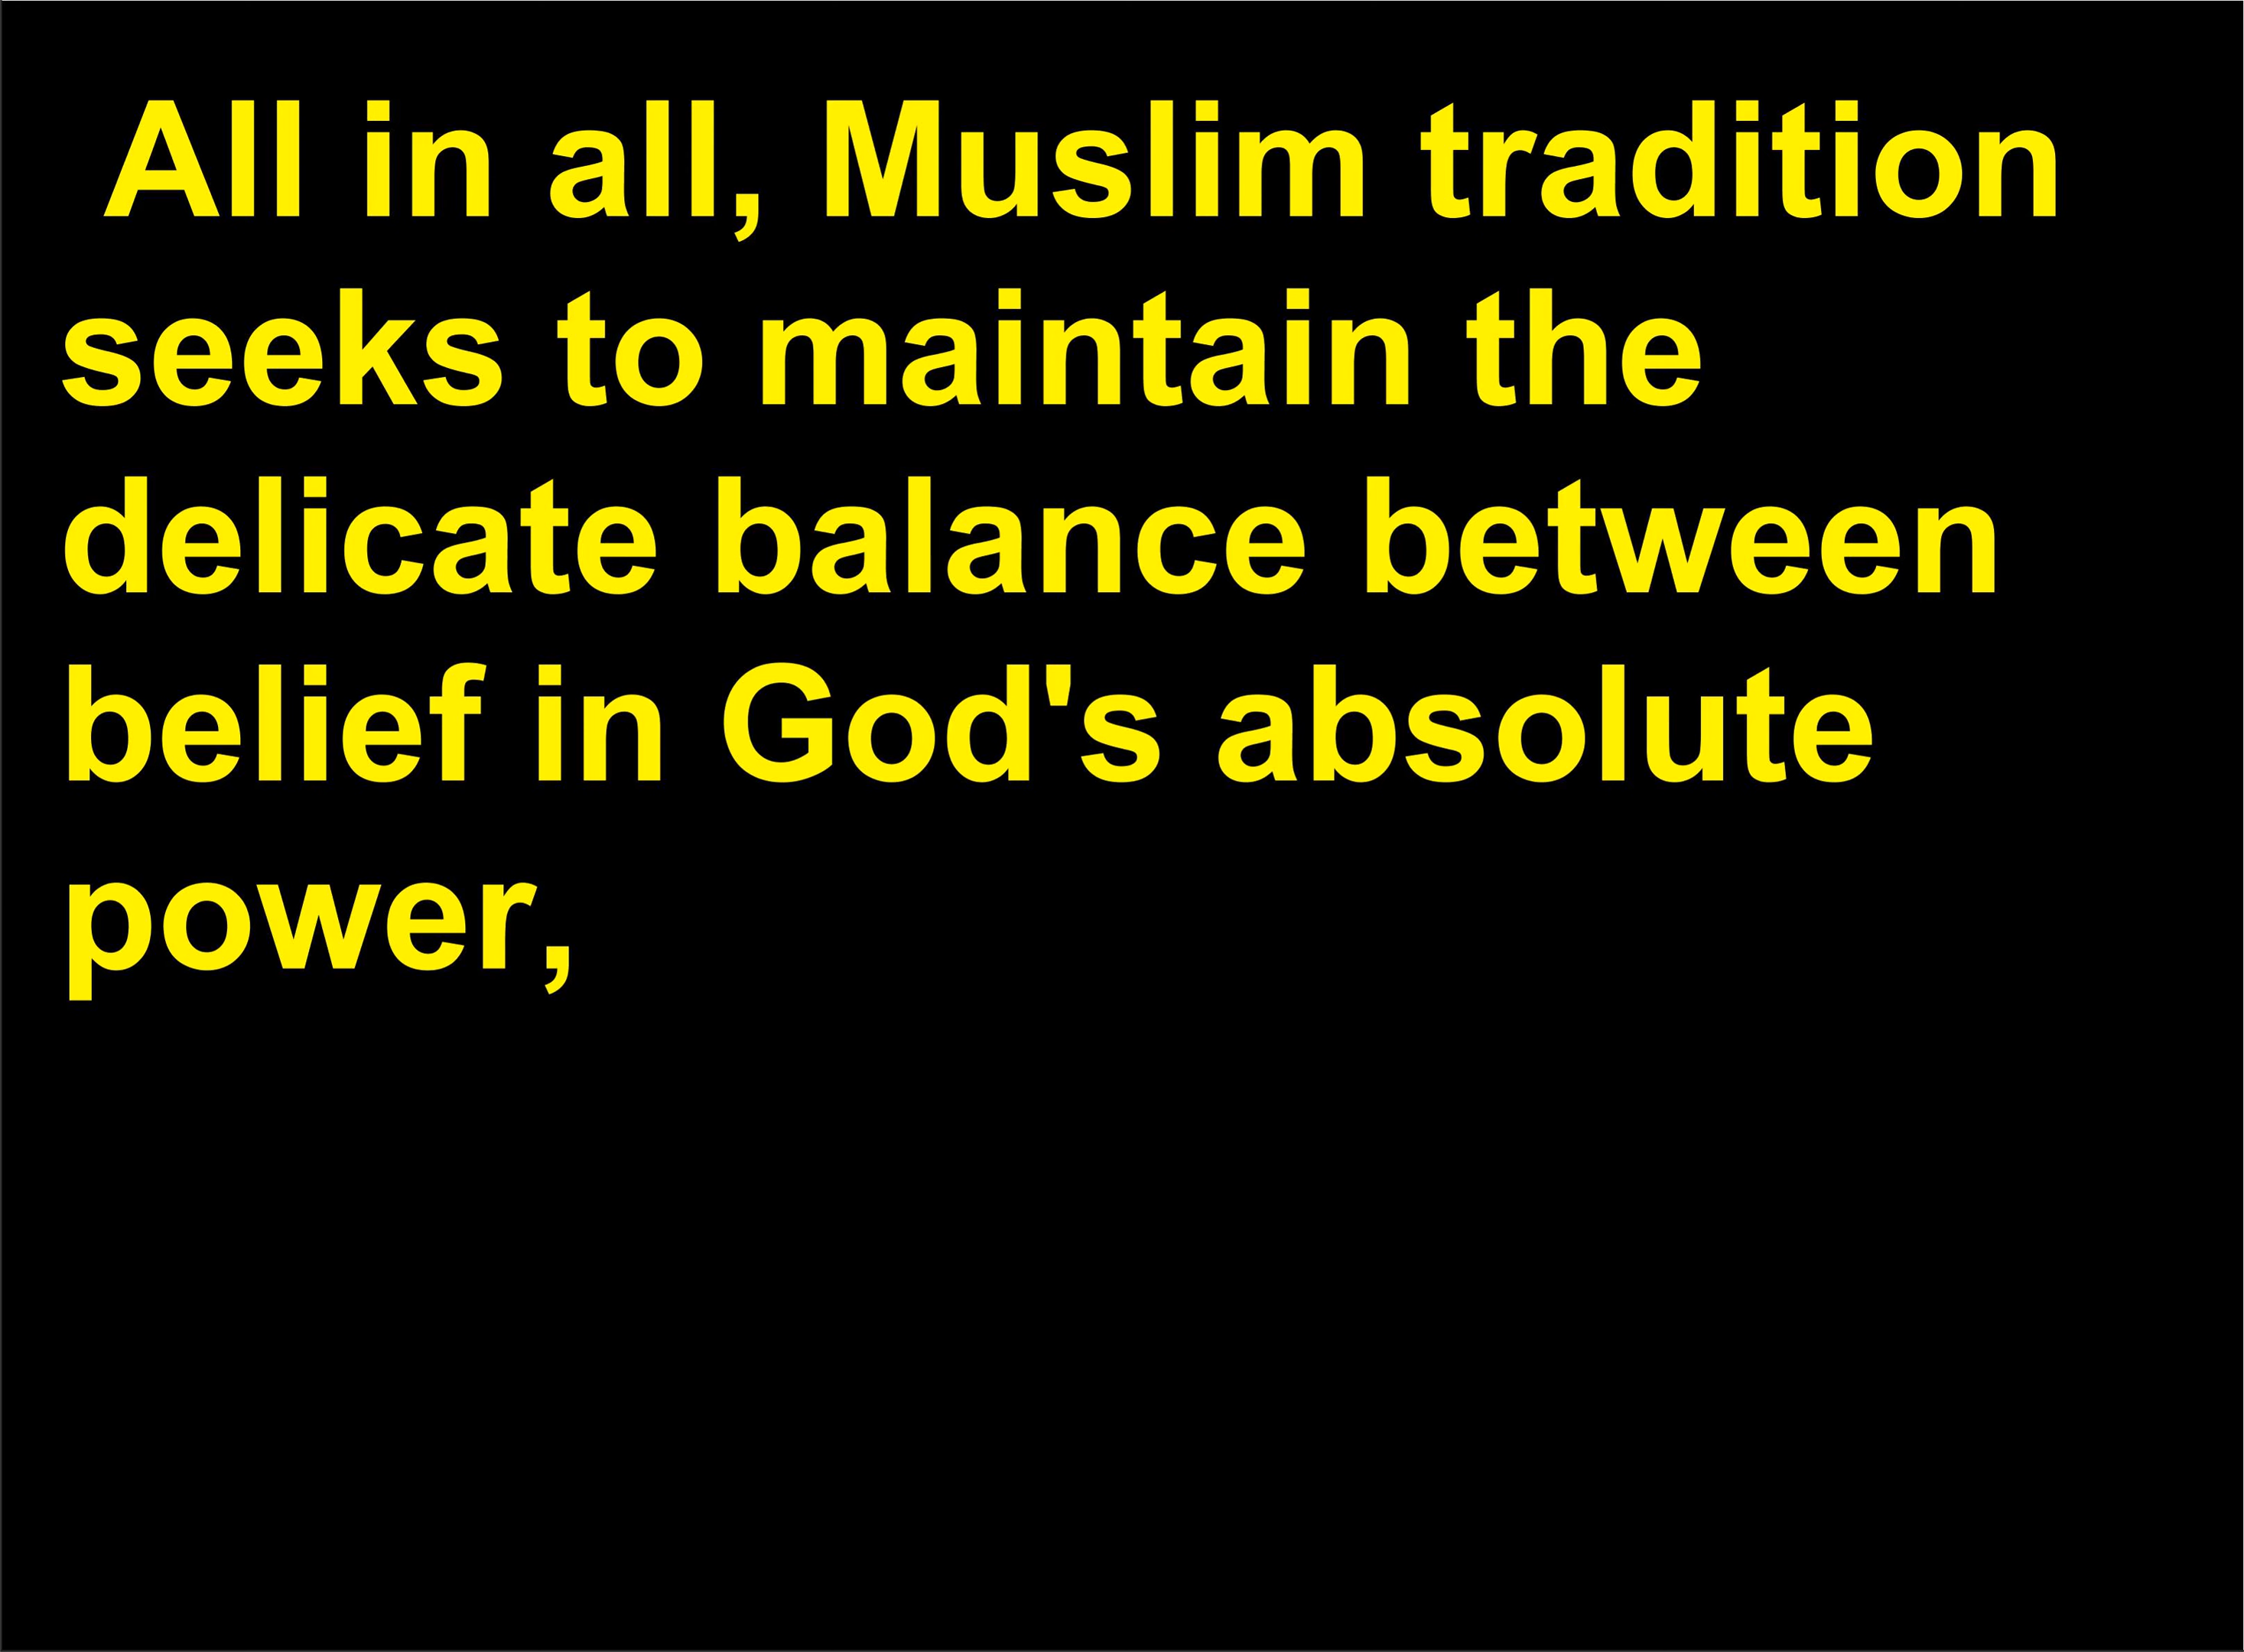 All in all, Muslim tradition
seeks to maintain the
delicate balance between
belief in God's absolute
power,